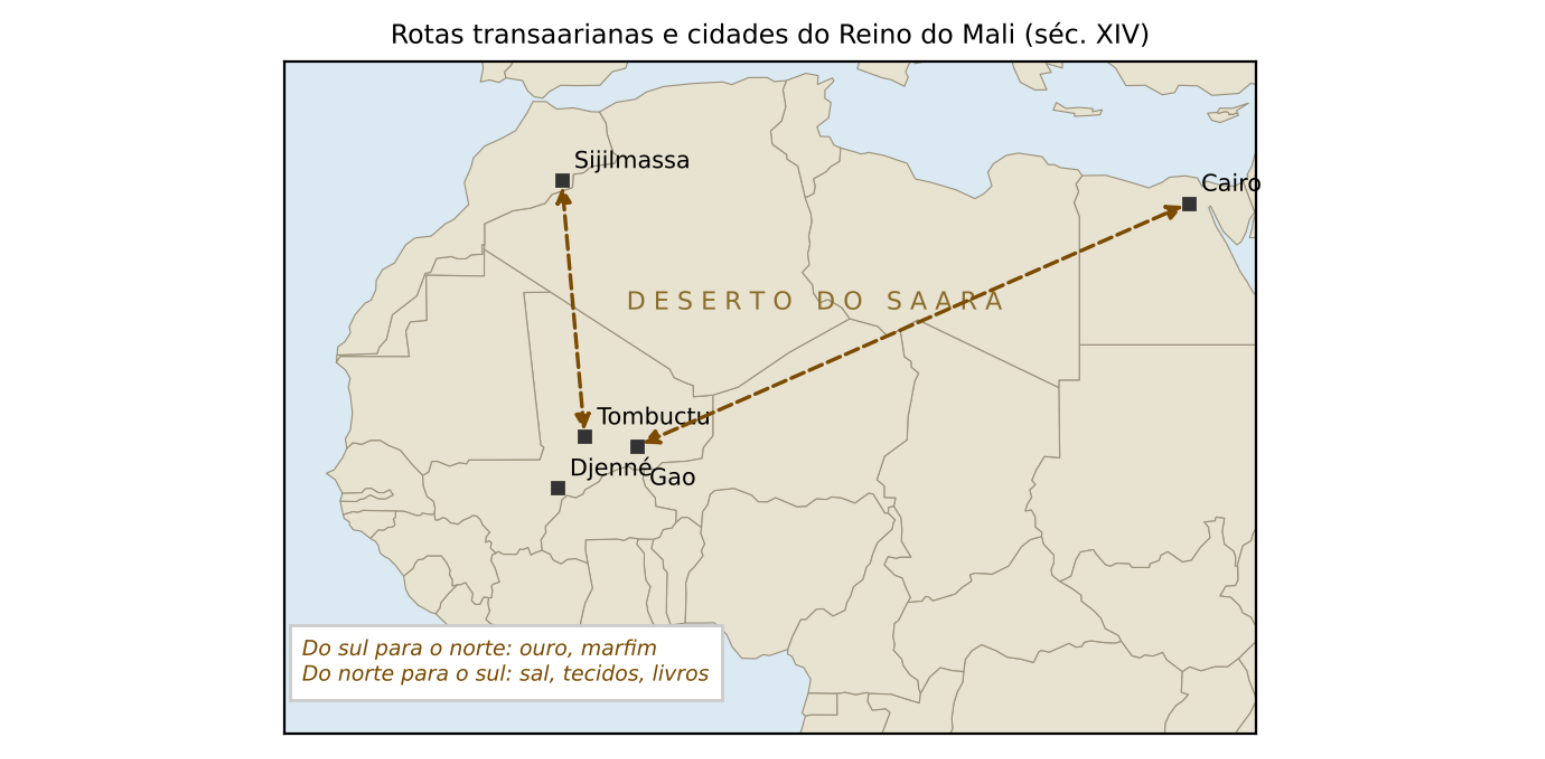 Rotas transaarianas e cidades do Reino do Mali (séc. XIV)
Sijilmassa
Cairo
DESERTO DO SAARA
Tombuctu
Djenné
Gao
Do sul para o norte: ouro, marfim
Do norte para o sul: sal, tecidos, livros